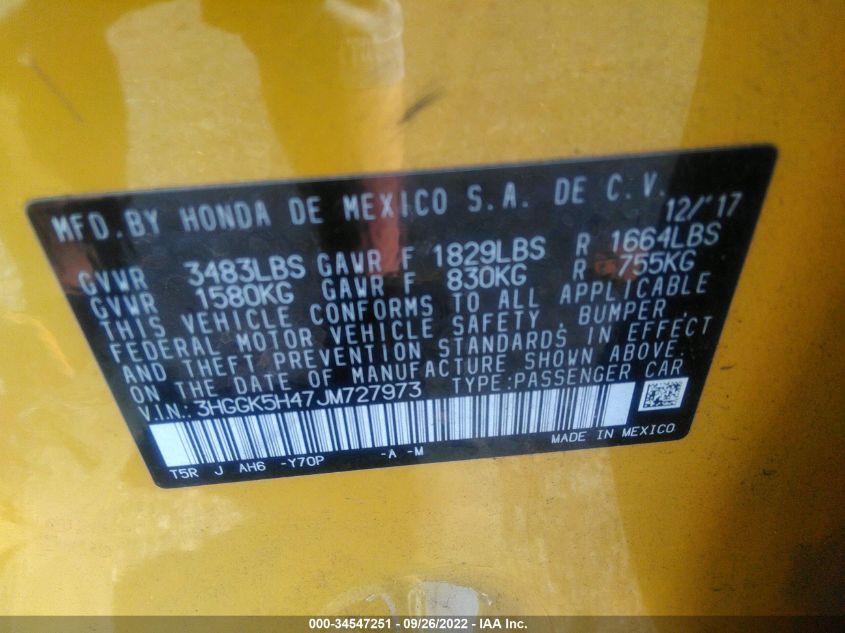 MFD.BY HONDA DE MEXICO S.A. DE C.V. 12/'17
GVWR 3483LBS GAWR F 1829LBS R 1664LBS
GVWR 1580KG GAWR F 830KG R 755KG
THIS VEHICLE CONFORMS TO ALL APPLICABLE
FEDERAL MOTOR VEHICLE SAFETY, BUMPER,
AND THEFT PREVENTION STANDARDS IN EFFECT
ON THE DATE OF MANUFACTURE SHOWN ABOVE.
V.IN.:3HGGK5H47JM727973 TYPE:PASSENGER CAR
T5R J AH6 -Y70P -A -M MADE IN MEXICO
000-34547251 - 09/26/2022 - IAA Inc.